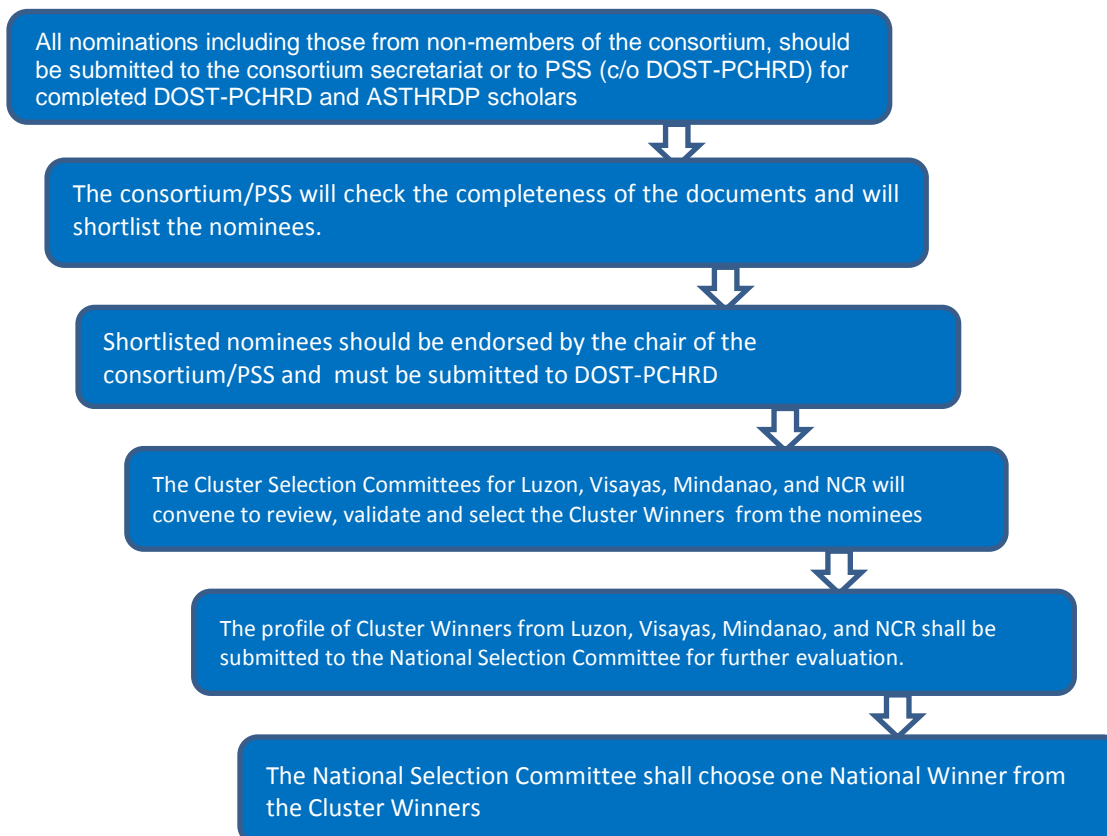 All nominations including those from non-members of the consortium, should
be submitted to the consortium secretariat or to PSS (c/o DOST-PCHRD) for
completed DOST-PCHRD and ASTHRDP scholars
The consortium/PSS will check the completeness of the documents and will
shortlist the nominees.
Shortlisted nominees should be endorsed by the chair of the
consortium/PSS and must be submitted to DOST-PCHRD
The Cluster Selection Committees for Luzon, Visayas, Mindanao, and NCR will
convene to review, validate and select the Cluster Winners from the nominees
The profile of Cluster Winners from Luzon, Visayas, Mindanao, and NCR shall be
submitted to the National Selection Committee for further evaluation.
The National Selection Committee shall choose one National Winner from
the Cluster Winners